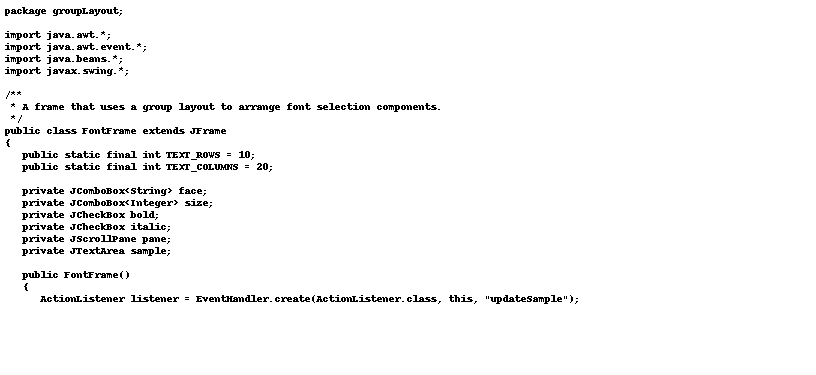 package groupLayout;

import java.awt.*;
import java.awt.event.*;
import java.beans.*;
import javax.swing.*;

/**
 * A frame that uses a group layout to arrange font selection components.
 */
public class FontFrame extends JFrame
{
   public static final int TEXT_ROWS = 10;
   public static final int TEXT_COLUMNS = 20;

   private JComboBox<String> face;
   private JComboBox<Integer> size;
   private JCheckBox bold;
   private JCheckBox italic;
   private JScrollPane pane;
   private JTextArea sample;

   public FontFrame()
   {
      ActionListener listener = EventHandler.create(ActionListener.class, this, "updateSample");